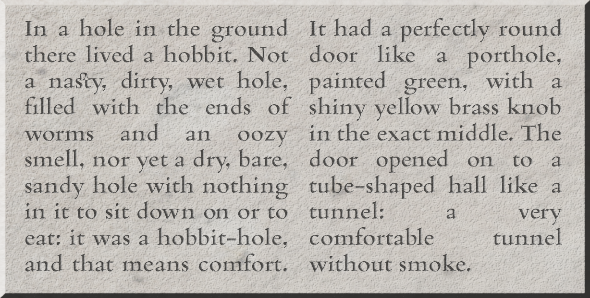 In a hole in the ground
there lived a hobbit. Not
a nasty, dirty, wet hole,
filled with the ends of
worms and an oozy
smell, nor yet a dry, bare,
sandy hole with nothing
in it to sit down on or to
eat: it was a hobbit-hole,
and that means comfort.
It had a perfectly round
door like a porthole,
painted green, with a
shiny yellow brass knob
in the exact middle. The
door opened on to a
tube-shaped hall like a
tunnel: a very
comfortable tunnel
without smoke.